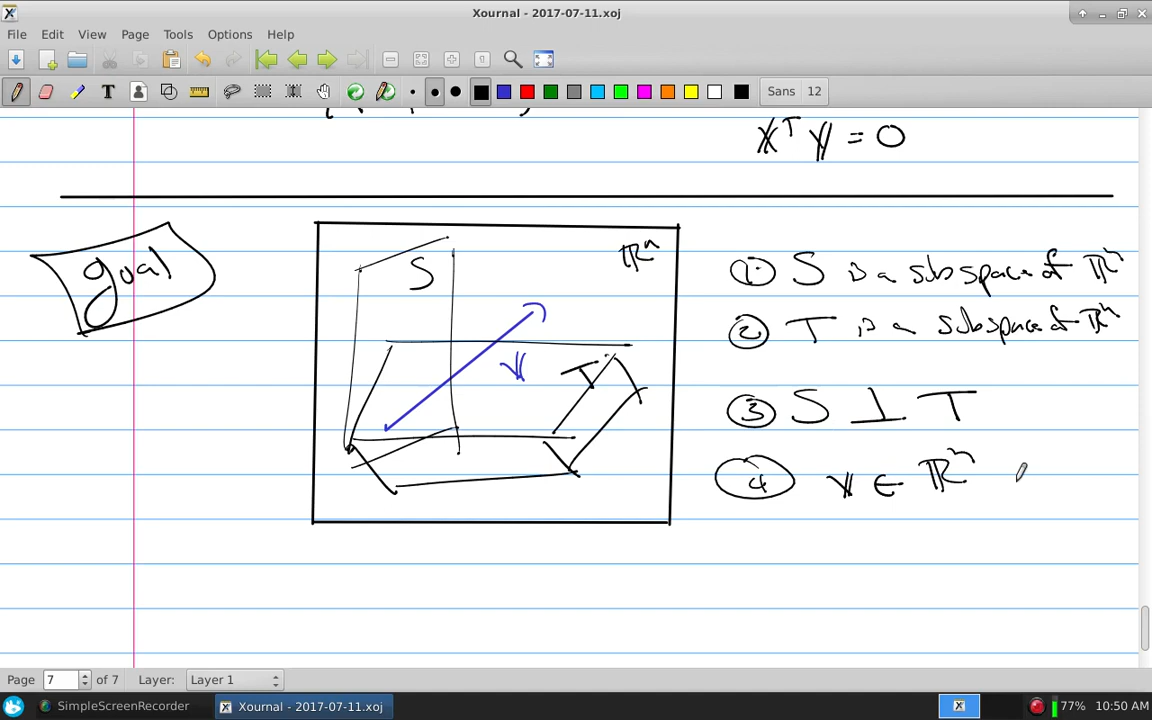 Xournal - 2017-07-11.xoj
File Edit View Page Tools Options Help
Sans 12
X^T Y = 0
goal
ℝ^n
S
V
T
① S is a subspace of ℝ^n
② T is a subspace of ℝ^n
③ S ⊥ T
④ V ∈ ℝ^n
Page 7 of 7 Layer: Layer 1
SimpleScreenRecorder Xournal - 2017-07-11.xoj 77% 10:50 AM